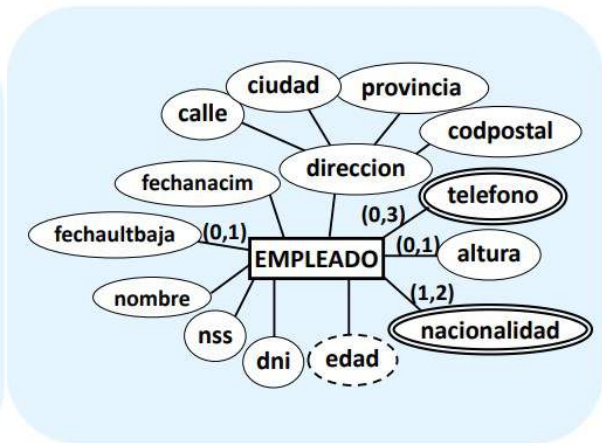 ciudad
provincia
calle
codpostal
direccion
fechanacim
telefono
(0,3)
fechaultbaja
(0,1)
(0,1)
altura
EMPLEADO
(1,2)
nombre
nacionalidad
nss
dni
edad